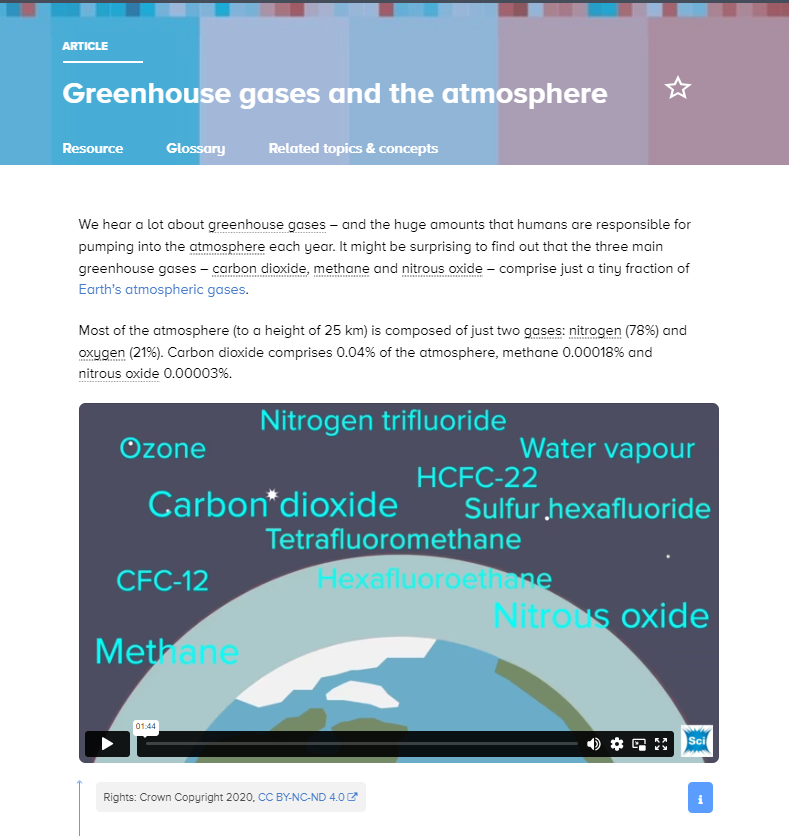 ARTICLE
Greenhouse gases and the atmosphere
Resource Glossary Related topics & concepts
We hear a lot about greenhouse gases – and the huge amounts that humans are responsible for
pumping into the atmosphere each year. It might be surprising to find out that the three main
greenhouse gases – carbon dioxide, methane and nitrous oxide – comprise just a tiny fraction of
Earth's atmospheric gases.
Most of the atmosphere (to a height of 25 km) is composed of just two gases: nitrogen (78%) and
oxygen (21%). Carbon dioxide comprises 0.04% of the atmosphere, methane 0.00018% and
nitrous oxide 0.00003%.
Nitrogen trifluoride
Ozone
Water vapour
HCFC-22
Carbon dioxide
Sulfur hexafluoride
Tetrafluoromethane
CFC-12
Hexafluoroethane
Nitrous oxide
Methane
01:44
Sci
Rights: Crown Copyright 2020, CC BY-NC-ND 4.0
i